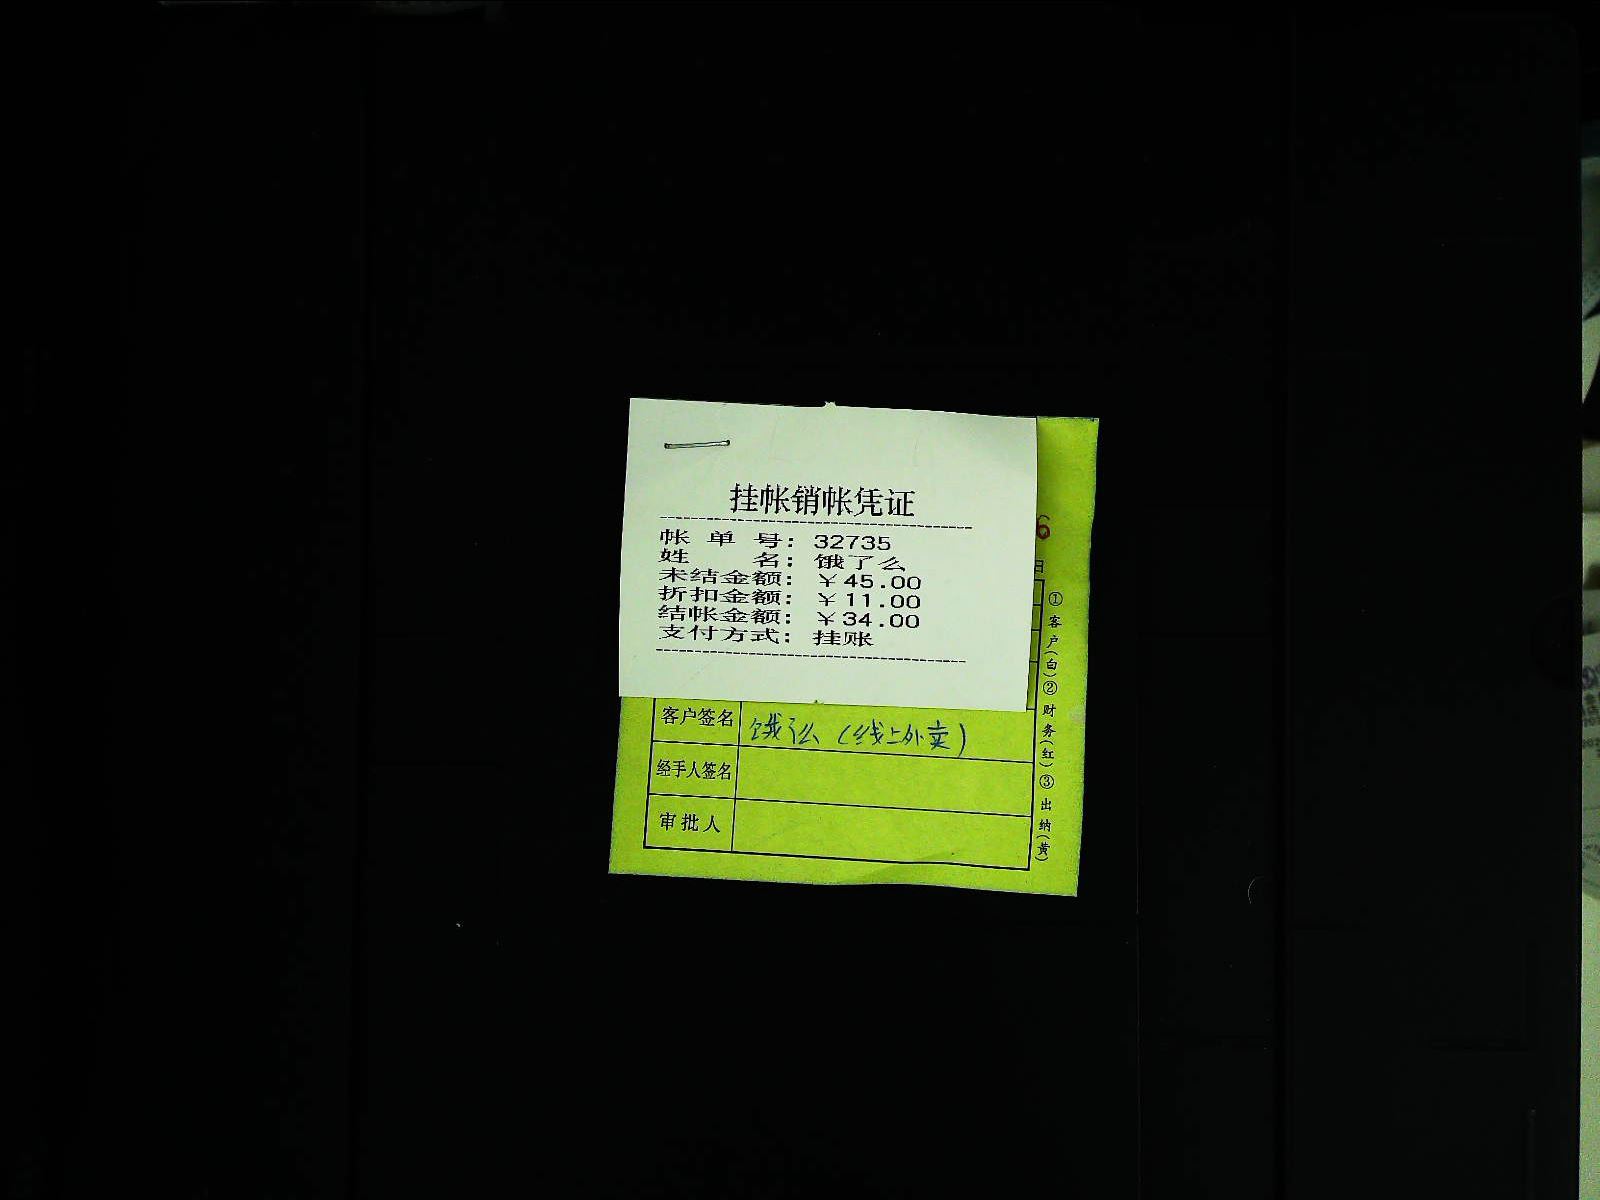 挂帐销帐凭证
帐单号：32735
姓名：饿了么
未结金额：￥45.00
折扣金额：￥11.00
结帐金额：￥34.00
支付方式：挂账
6
日
客户签名 饿了么（线上外卖）
经手人签名
审批人
①客户(白)②财务(红)③出纳(黄)